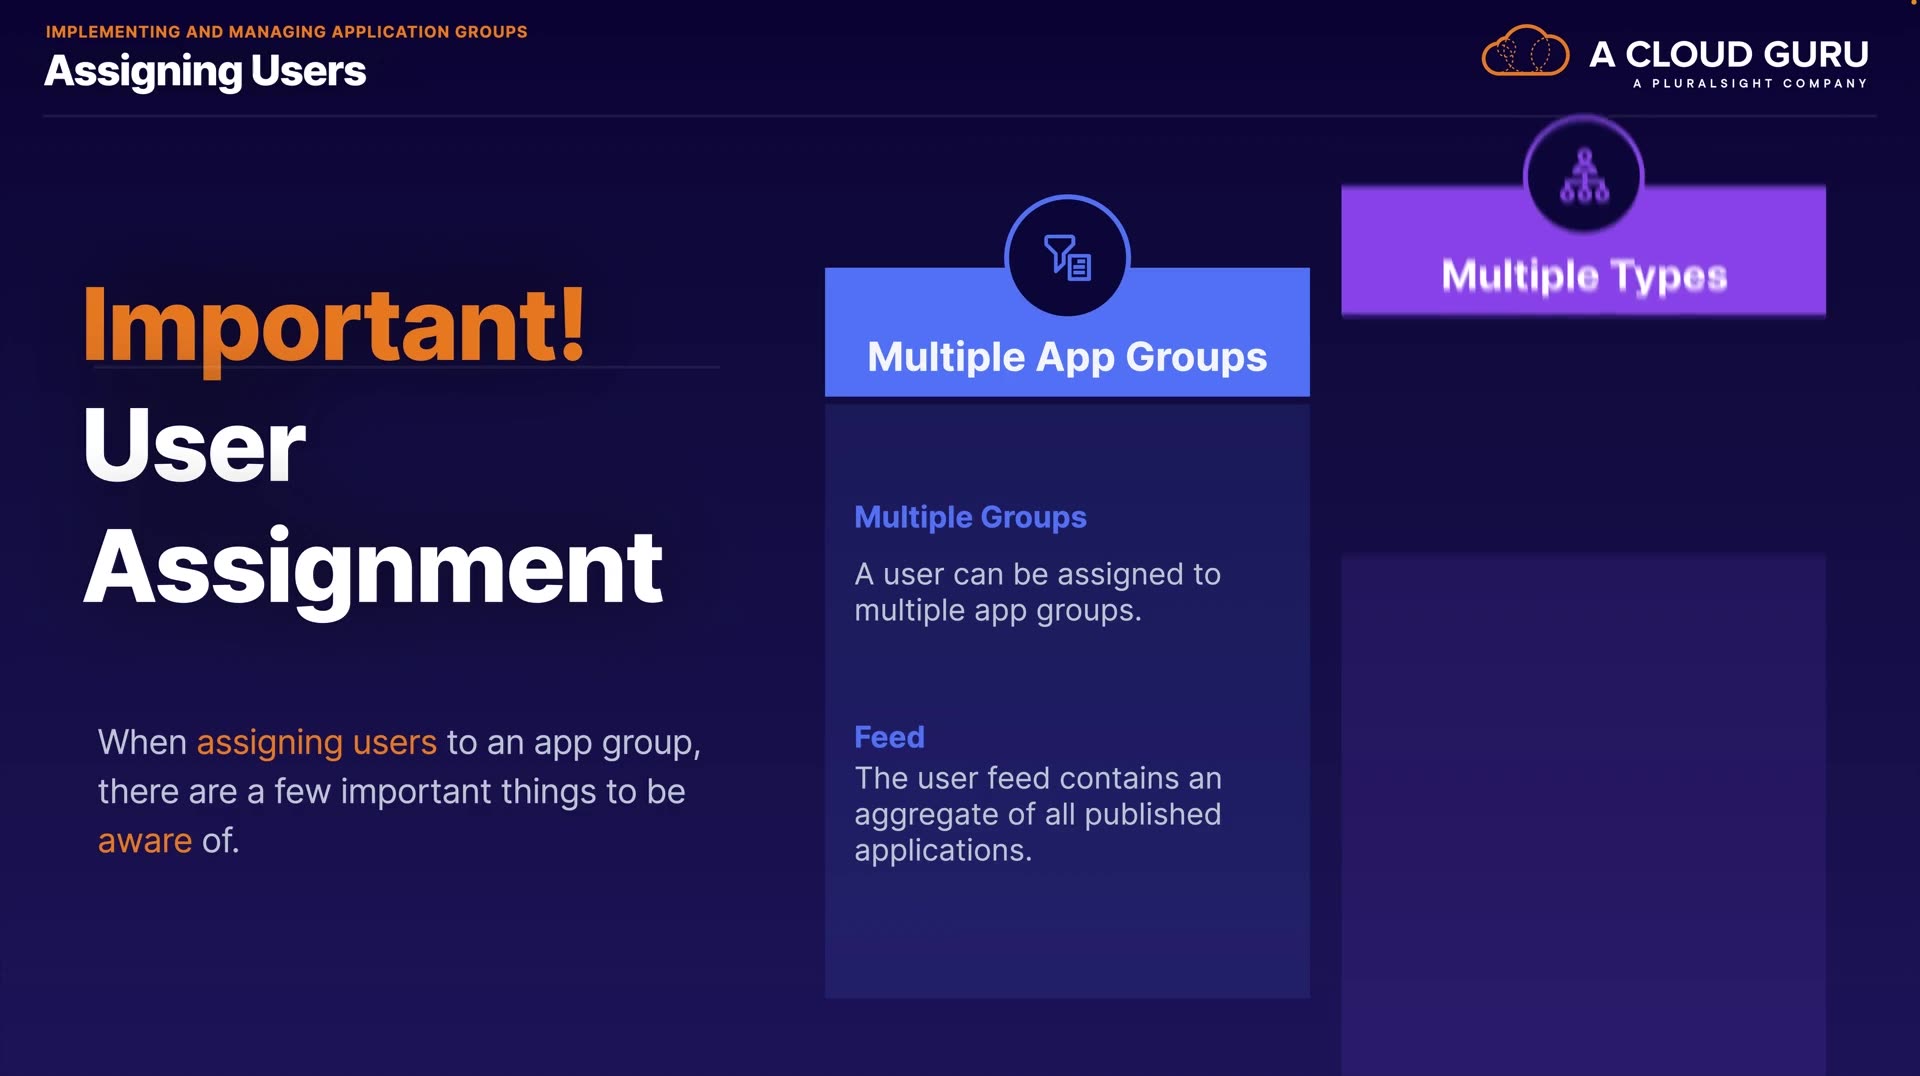 IMPLEMENTING AND MANAGING APPLICATION GROUPS
Assigning Users
A CLOUD GURU
A PLURALSIGHT COMPANY
Important!
User
Assignment
When assigning users to an app group,
there are a few important things to be
aware of.
Multiple App Groups
Multiple Groups
A user can be assigned to
multiple app groups.
Feed
The user feed contains an
aggregate of all published
applications.
Multiple Types